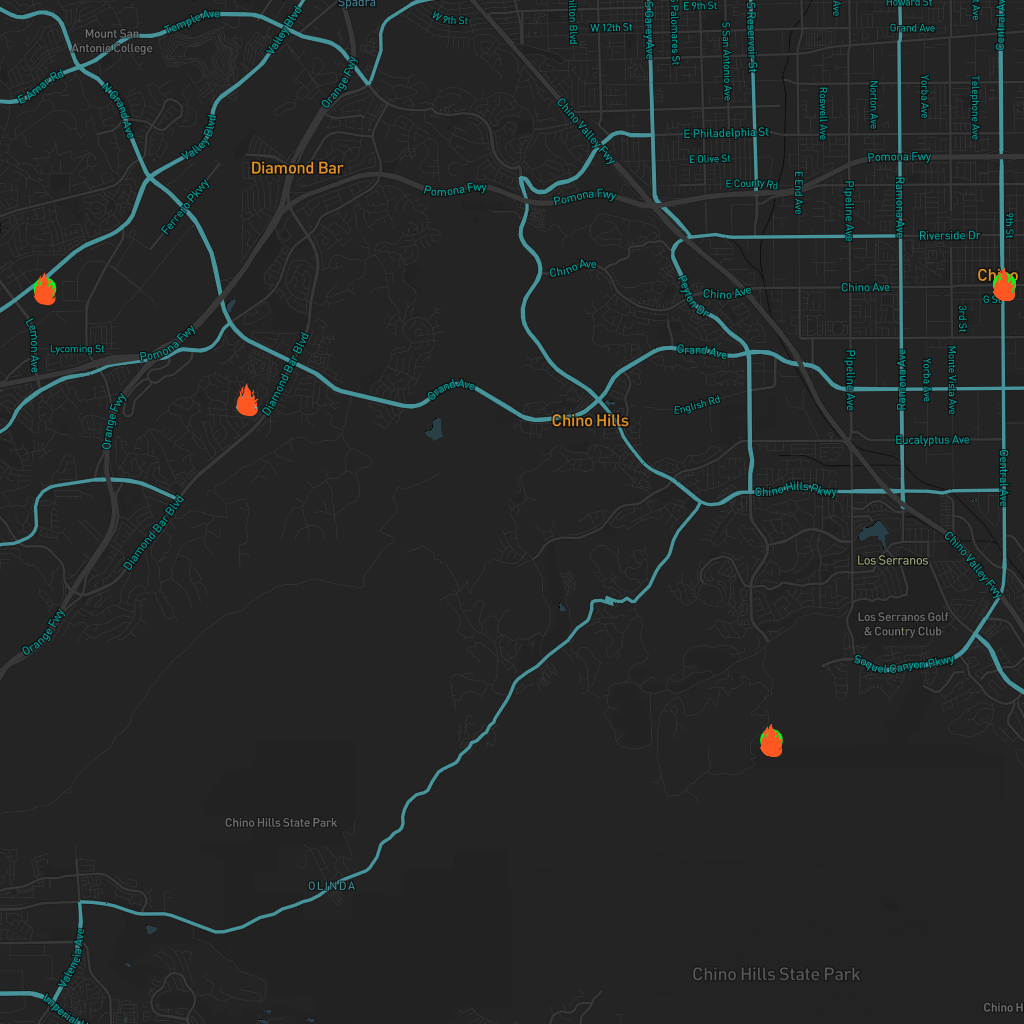 Spadra
Temple Ave
Valley Blvd
W 9th St
W 12th St
S Garey Ave
Palomares St
E 9th St
S San Antonio Ave
S Reservoir St
Howard St
Grand Ave
Mount San
Antonio College
E Amar Rd
N Grand Ave
Orange Fwy
Chino Valley Fwy
Roswell Ave
Norton Ave
Yorba Ave
Telephone Ave
E Philadelphia St
Valley Blvd
Diamond Bar
E Olive St
Pomona Fwy
Ferrero Pkwy
Pomona Fwy
Pomona Fwy
E County Rd
E End Ave
Pipeline Ave
Ramona Ave
9th St
Riverside Dr
Chino Ave
Chino
Peyton Dr
Chino Ave
Chino Ave
G St
3rd St
Lemon Ave
Lycoming St
Pomona Fwy
Diamond Bar Blvd
Grand Ave
Grand Ave
Pipeline Ave
Ramona Ave
Yorba Ave
Monte Vista Ave
English Rd
Orange Fwy
Chino Hills
Eucalyptus Ave
Central Ave
Chino Hills Pkwy
Diamond Bar Blvd
Chino Valley Fwy
Los Serranos
Orange Fwy
Los Serranos Golf
& Country Club
Soquel Canyon Pkwy
Chino Hills State Park
OLINDA
Valencia Ave
Chino Hills State Park
Chino H